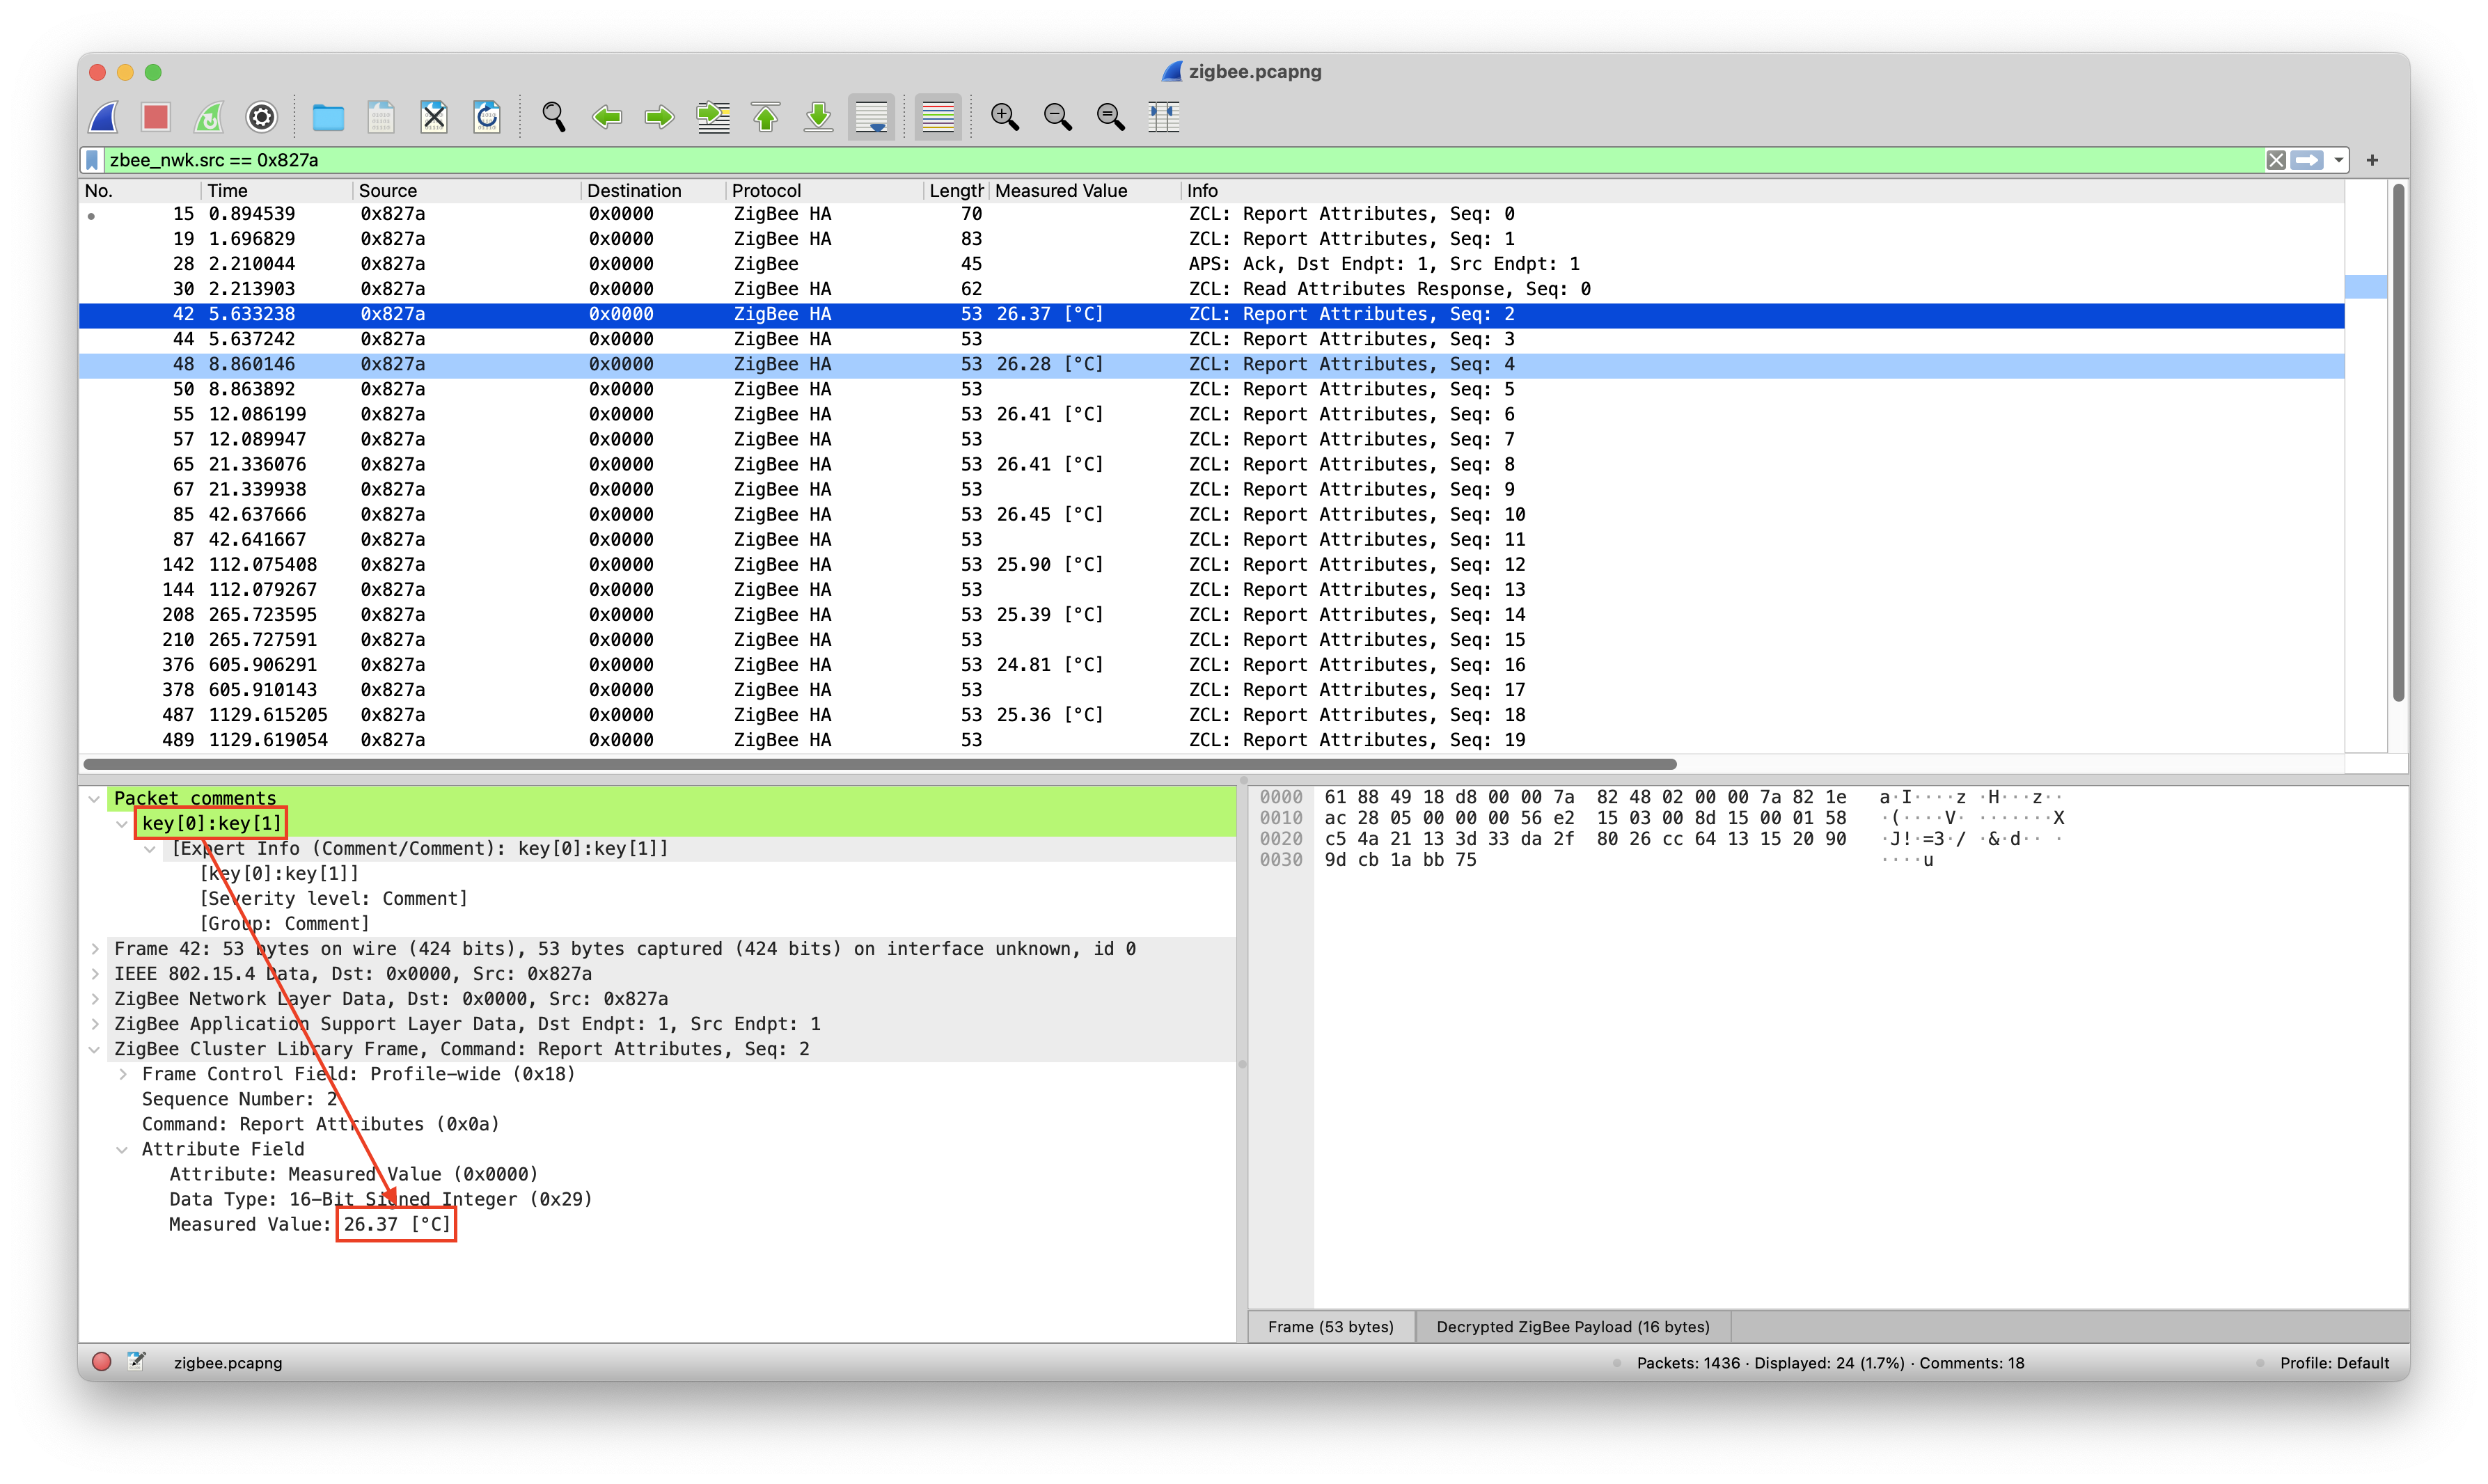 zigbee.pcapng
zbee_nwk.src == 0x827a
No. Time Source Destination Protocol Length Measured Value Info
15 0.894539 0x827a 0x0000 ZigBee HA 70 ZCL: Report Attributes, Seq: 0
19 1.696829 0x827a 0x0000 ZigBee HA 83 ZCL: Report Attributes, Seq: 1
28 2.210044 0x827a 0x0000 ZigBee 45 APS: Ack, Dst Endpt: 1, Src Endpt: 1
30 2.213903 0x827a 0x0000 ZigBee HA 62 ZCL: Read Attributes Response, Seq: 0
42 5.633238 0x827a 0x0000 ZigBee HA 53 26.37 [°C] ZCL: Report Attributes, Seq: 2
44 5.637242 0x827a 0x0000 ZigBee HA 53 ZCL: Report Attributes, Seq: 3
48 8.860146 0x827a 0x0000 ZigBee HA 53 26.28 [°C] ZCL: Report Attributes, Seq: 4
50 8.863892 0x827a 0x0000 ZigBee HA 53 ZCL: Report Attributes, Seq: 5
55 12.086199 0x827a 0x0000 ZigBee HA 53 26.41 [°C] ZCL: Report Attributes, Seq: 6
57 12.089947 0x827a 0x0000 ZigBee HA 53 ZCL: Report Attributes, Seq: 7
65 21.336076 0x827a 0x0000 ZigBee HA 53 26.41 [°C] ZCL: Report Attributes, Seq: 8
67 21.339938 0x827a 0x0000 ZigBee HA 53 ZCL: Report Attributes, Seq: 9
85 42.637666 0x827a 0x0000 ZigBee HA 53 26.45 [°C] ZCL: Report Attributes, Seq: 10
87 42.641667 0x827a 0x0000 ZigBee HA 53 ZCL: Report Attributes, Seq: 11
142 112.075408 0x827a 0x0000 ZigBee HA 53 25.90 [°C] ZCL: Report Attributes, Seq: 12
144 112.079267 0x827a 0x0000 ZigBee HA 53 ZCL: Report Attributes, Seq: 13
208 265.723595 0x827a 0x0000 ZigBee HA 53 25.39 [°C] ZCL: Report Attributes, Seq: 14
210 265.727591 0x827a 0x0000 ZigBee HA 53 ZCL: Report Attributes, Seq: 15
376 605.906291 0x827a 0x0000 ZigBee HA 53 24.81 [°C] ZCL: Report Attributes, Seq: 16
378 605.910143 0x827a 0x0000 ZigBee HA 53 ZCL: Report Attributes, Seq: 17
487 1129.615205 0x827a 0x0000 ZigBee HA 53 25.36 [°C] ZCL: Report Attributes, Seq: 18
489 1129.619054 0x827a 0x0000 ZigBee HA 53 ZCL: Report Attributes, Seq: 19
Packet comments
key[0]:key[1]
[Expert Info (Comment/Comment): key[0]:key[1]]
[key[0]:key[1]]
[Severity level: Comment]
[Group: Comment]
Frame 42: 53 bytes on wire (424 bits), 53 bytes captured (424 bits) on interface unknown, id 0
IEEE 802.15.4 Data, Dst: 0x0000, Src: 0x827a
ZigBee Network Layer Data, Dst: 0x0000, Src: 0x827a
ZigBee Application Support Layer Data, Dst Endpt: 1, Src Endpt: 1
ZigBee Cluster Library Frame, Command: Report Attributes, Seq: 2
Frame Control Field: Profile-wide (0x18)
Sequence Number: 2
Command: Report Attributes (0x0a)
Attribute Field
Attribute: Measured Value (0x0000)
Data Type: 16-Bit Signed Integer (0x29)
Measured Value: 26.37 [°C]
0000 61 88 49 18 d8 00 00 7a 82 48 02 00 00 7a 82 1e a·I····z ·H···z··
0010 ac 28 05 00 00 00 56 e2 15 03 00 8d 15 00 01 58 ·(····V· ·······X
0020 c5 4a 21 13 3d 33 da 2f 80 26 cc 64 13 15 20 90 ·J!·=3·/ ·&·d·· ·
0030 9d cb 1a bb 75 ····u
Frame (53 bytes) Decrypted ZigBee Payload (16 bytes)
zigbee.pcapng Packets: 1436 · Displayed: 24 (1.7%) · Comments: 18 Profile: Default